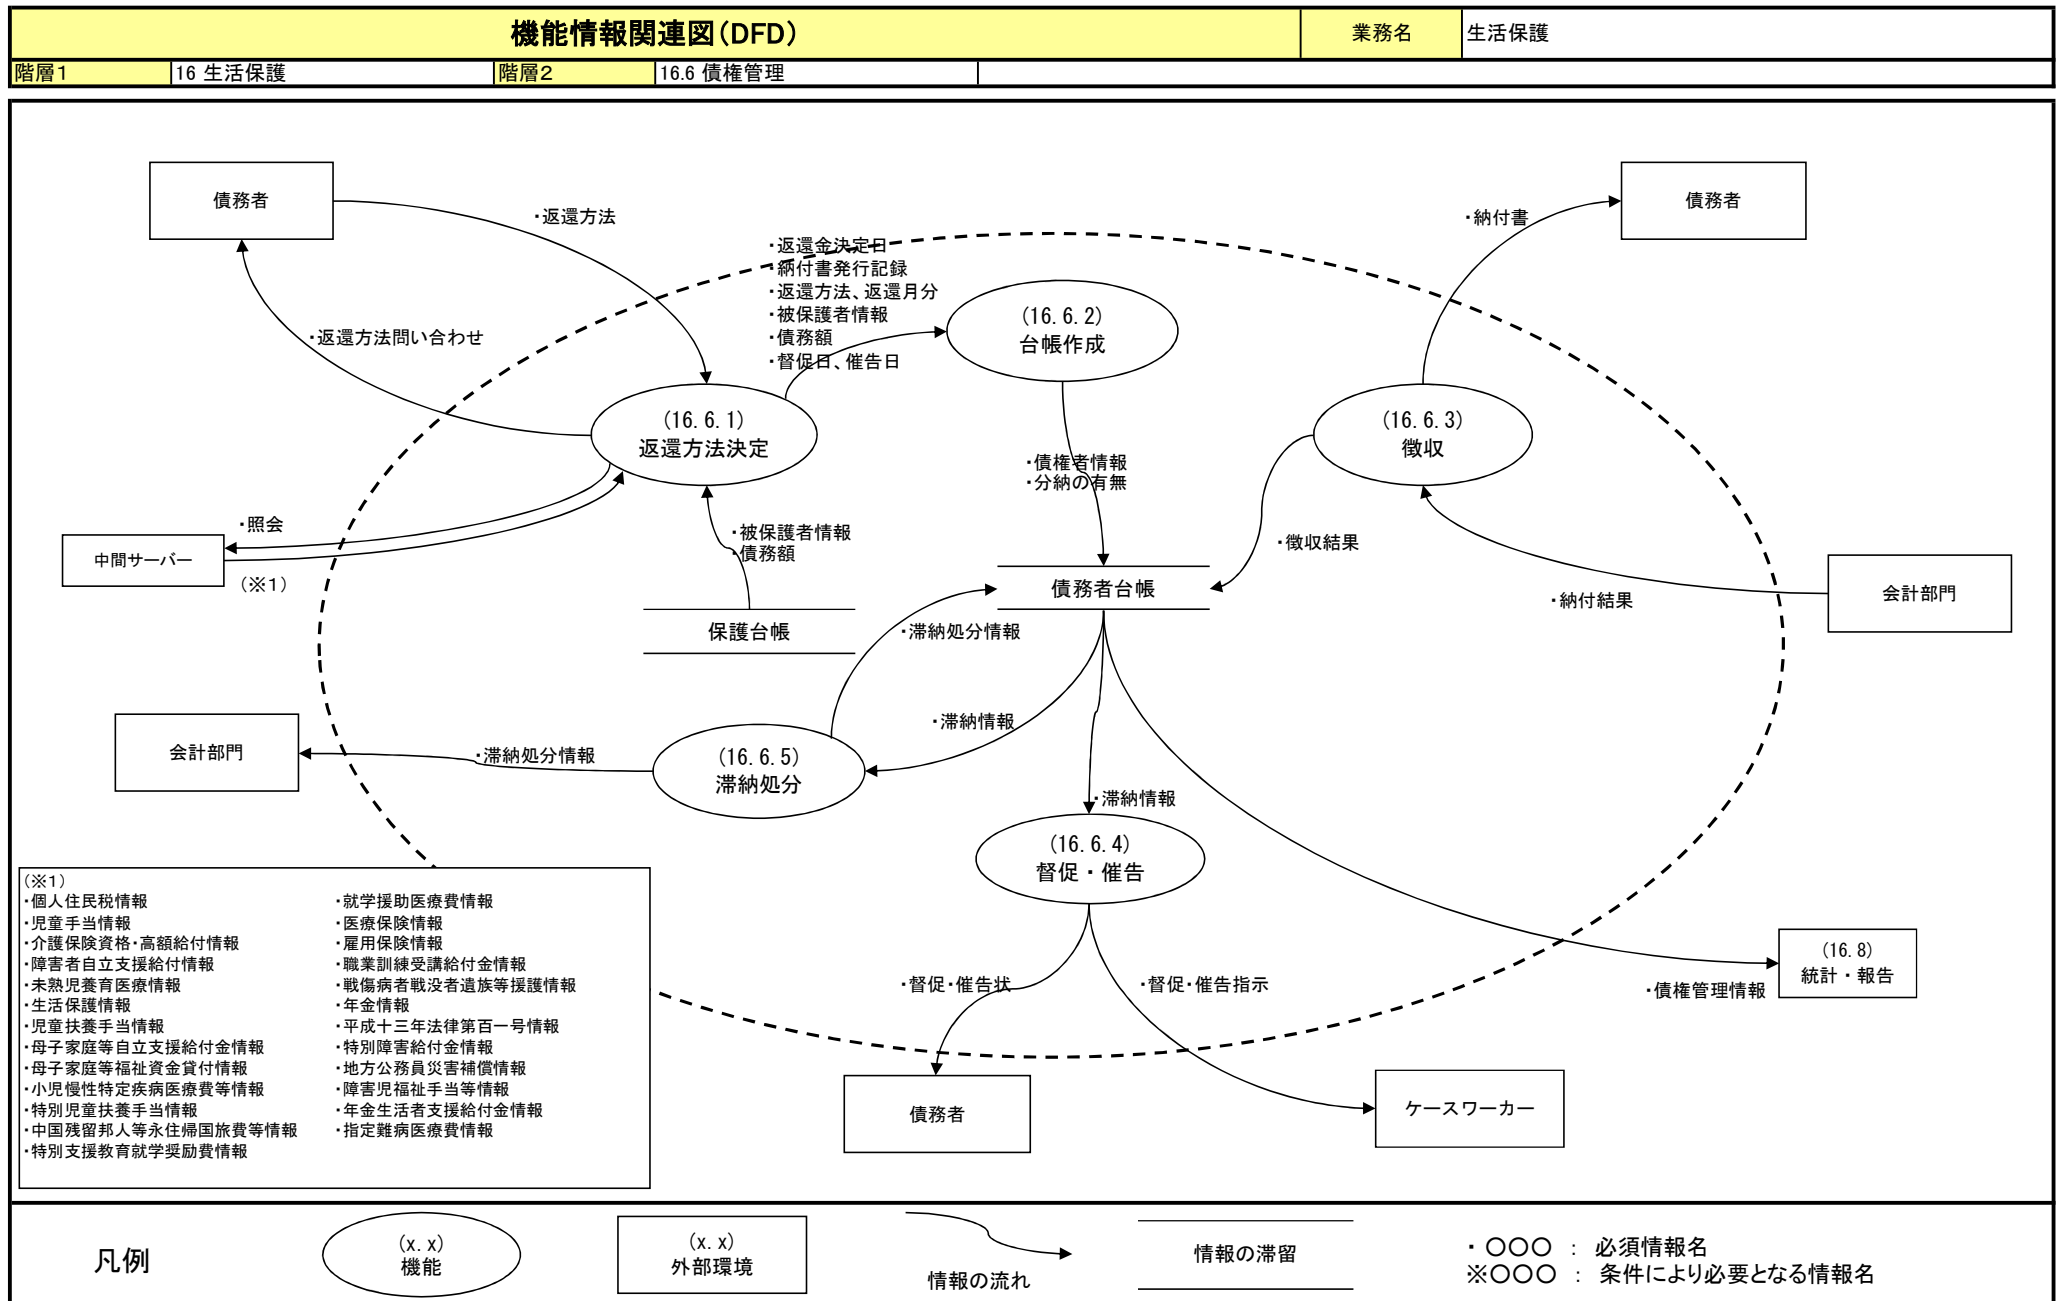 機能情報関連図(DFD)
業務名
生活保護
階層1
16 生活保護
階層2
16.6 債権管理
債務者
・返還方法
・返還方法問い合わせ
・返還金決定日
・納付書発行記録
・返還方法、返還月分
・被保護者情報
・債務額
・督促日、催告日
(16.6.2)
台帳作成
・納付書
債務者
(16.6.1)
返還方法決定
(16.6.3)
徴収
・債権者情報
・分納の有無
・照会
中間サーバー
(※1)
・被保護者情報
・債務額
保護台帳
債務者台帳
・徴収結果
・納付結果
会計部門
・滞納処分情報
・滞納情報
会計部門
・滞納処分情報
(16.6.5)
滞納処分
・滞納情報
(16.6.4)
督促・催告
・督促・催告状
・督促・催告指示
債務者
ケースワーカー
・債権管理情報
(16.8)
統計・報告
(※1)
・個人住民税情報
・児童手当情報
・介護保険資格・高額給付情報
・障害者自立支援給付情報
・未熟児養育医療情報
・生活保護情報
・児童扶養手当情報
・母子家庭等自立支援給付金情報
・母子家庭等福祉資金貸付情報
・小児慢性特定疾病医療費等情報
・特別児童扶養手当情報
・中国残留邦人等永住帰国旅費等情報
・特別支援教育就学奨励費情報
・就学援助医療費情報
・医療保険情報
・雇用保険情報
・職業訓練受講給付金情報
・戦傷病者戦没者遺族等援護情報
・年金情報
・平成十三年法律第百一号情報
・特別障害給付金情報
・地方公務員災害補償情報
・障害児福祉手当等情報
・年金生活者支援給付金情報
・指定難病医療費情報
凡例
(x.x)
機能
(x.x)
外部環境
情報の流れ
情報の滞留
・ ○○○ : 必須情報名
※○○○ : 条件により必要となる情報名